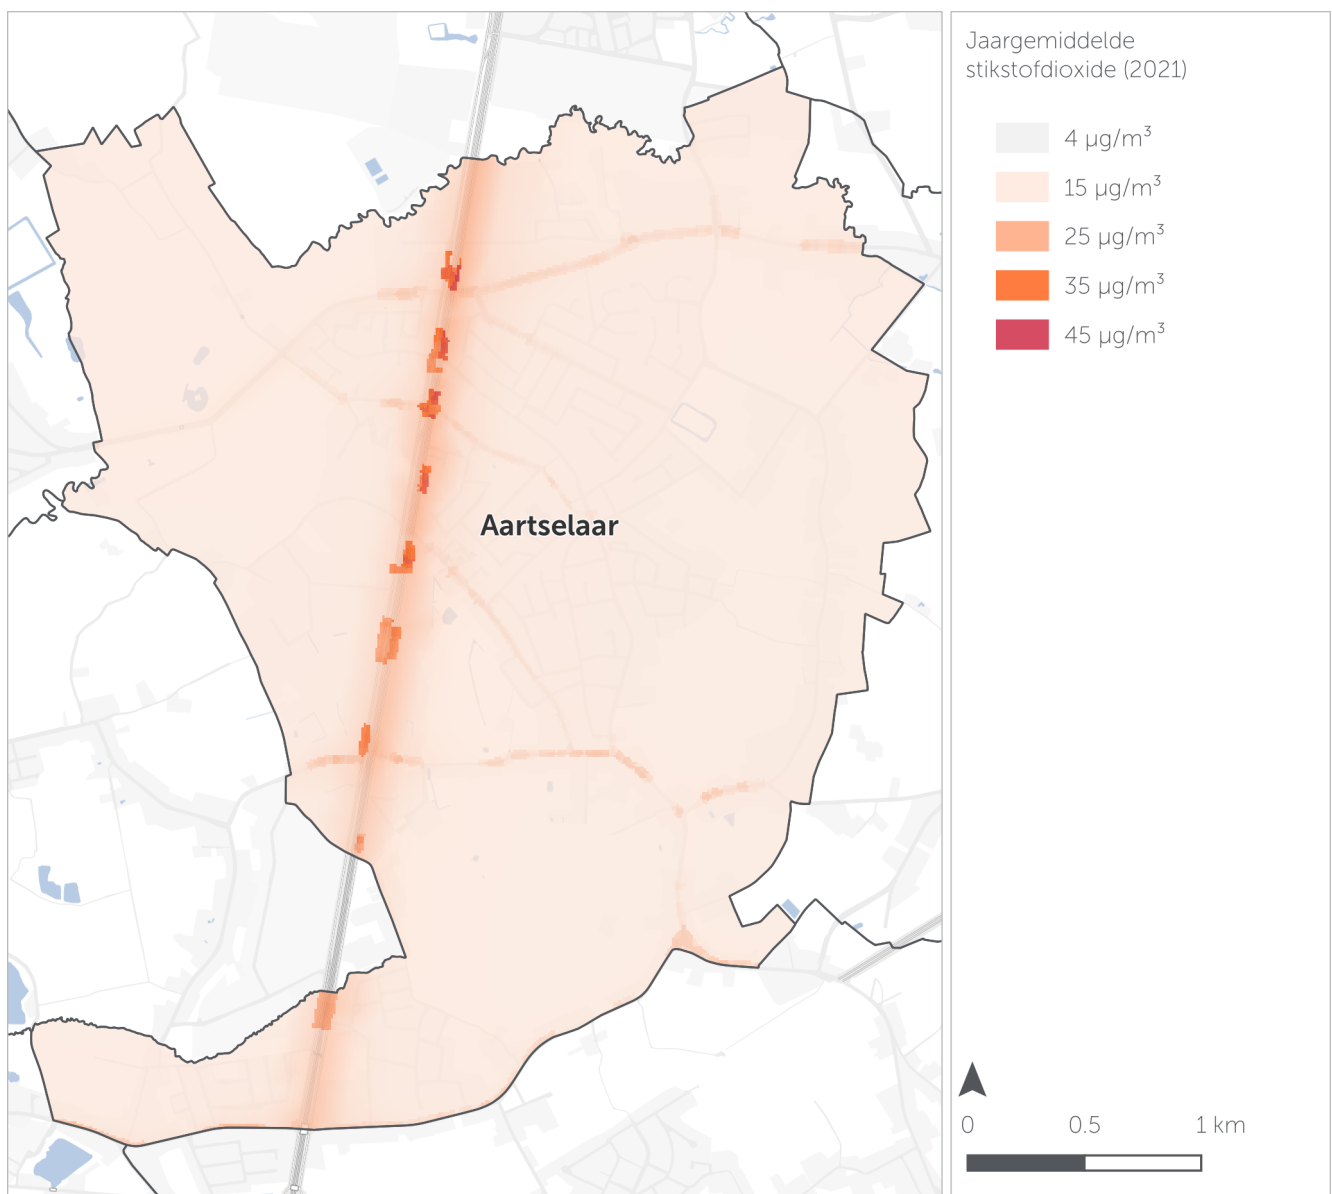 Jaargemiddelde
stikstofdioxide (2021)
4 µg/m³
15 µg/m³
25 µg/m³
35 µg/m³
45 µg/m³
Aartselaar
0 0.5 1 km